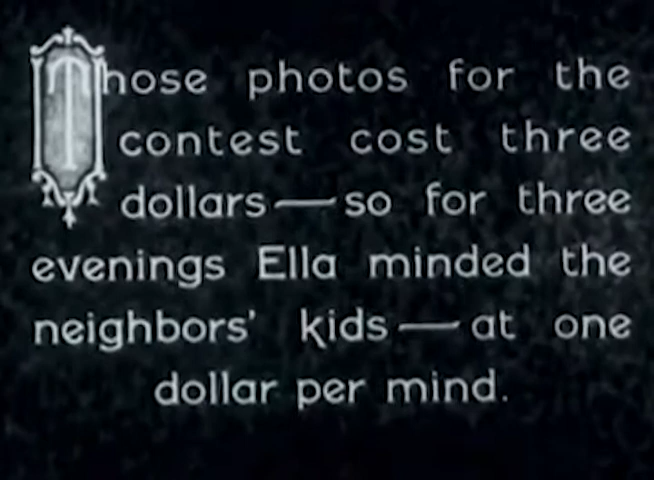 Those photos for the
contest cost three
dollars — so for three
evenings Ella minded the
neighbors' kids — at one
dollar per mind.